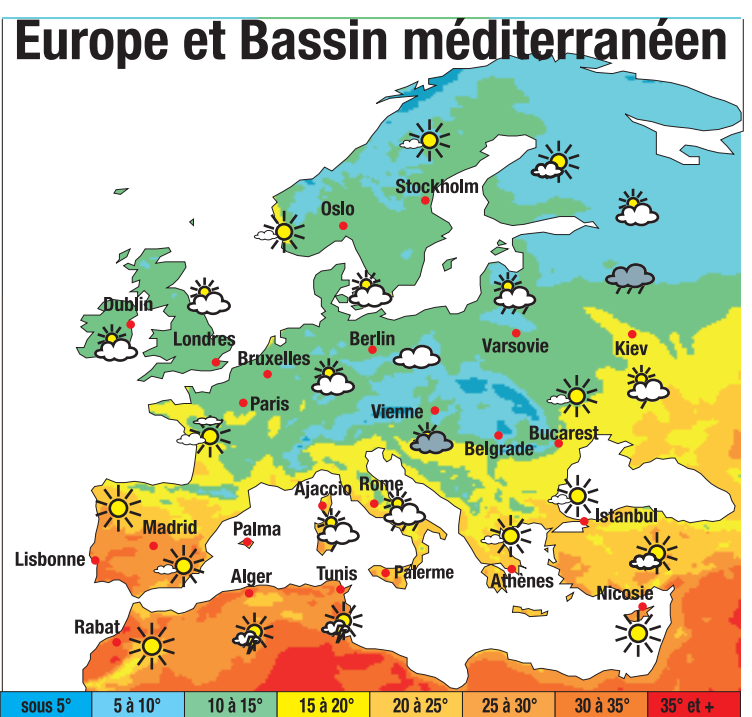 Europe et Bassin méditerranéen
Stockholm
Oslo
Dublin
Londres
Berlin
Varsovie
Kiev
Bruxelles
Paris
Vienne
Bucarest
Belgrade
Ajaccio
Rome
Istanbul
Madrid
Palma
Lisbonne
Alger
Tunis
Palerme
Athènes
Nicosie
Rabat
sous 5° 5 à 10° 10 à 15° 15 à 20° 20 à 25° 25 à 30° 30 à 35° 35° et +